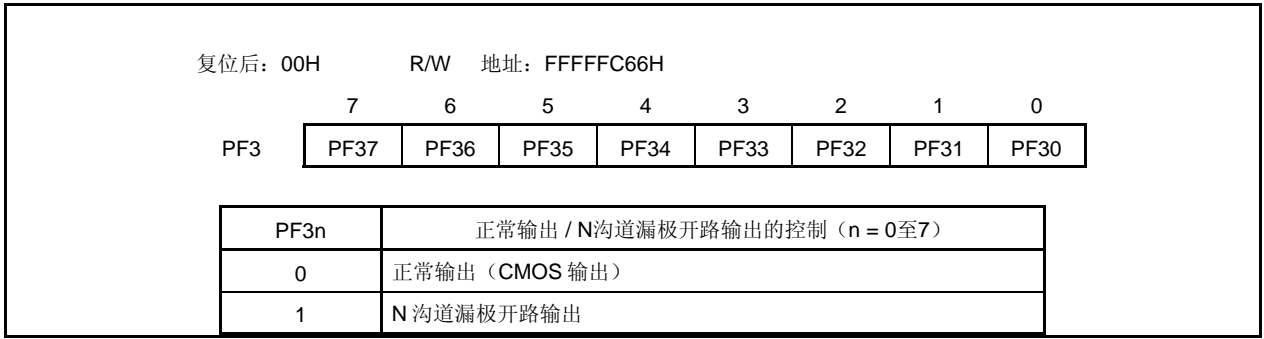 复位后：00H R/W 地址：FFFFFC66H
7 6 5 4 3 2 1 0
PF3 PF37 PF36 PF35 PF34 PF33 PF32 PF31 PF30
PF3n 正常输出 / N沟道漏极开路输出的控制（n = 0至7）
0 正常输出（CMOS 输出）
1 N 沟道漏极开路输出